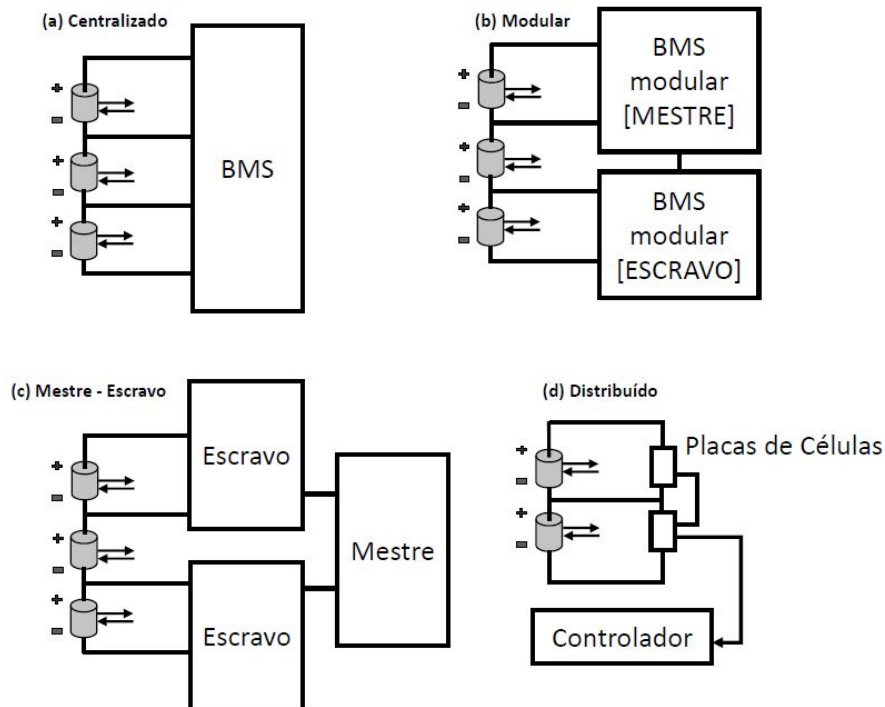 (a) Centralizado
+
-
+
-
+
-
BMS
(b) Modular
+
-
+
-
+
-
BMS
modular
[MESTRE]
BMS
modular
[ESCRAVO]
(c) Mestre - Escravo
+
-
+
-
+
-
Escravo
Escravo
Mestre
(d) Distribuído
+
-
+
-
Placas de Células
Controlador